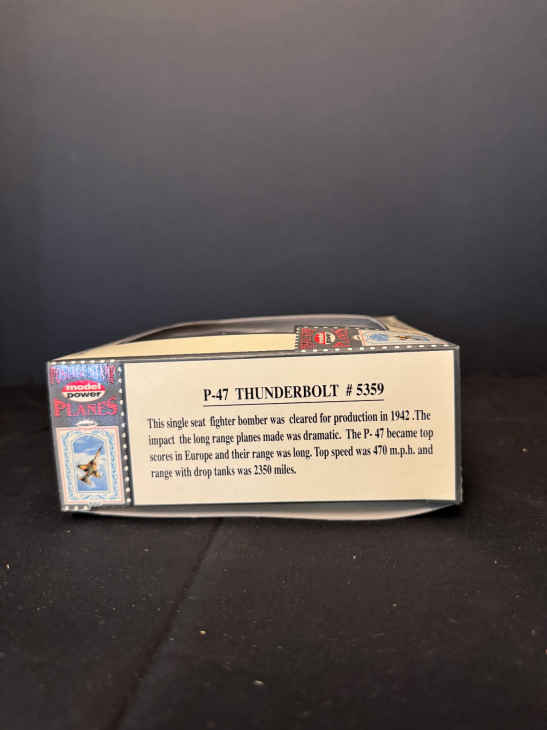 POSTAGE STAMP
model
power
PLANES
P-47 THUNDERBOLT # 5359
This single seat fighter bomber was cleared for production in 1942 .The
impact the long range planes made was dramatic. The P- 47 became top
scores in Europe and their range was long. Top speed was 470 m.p.h. and
range with drop tanks was 2350 miles.